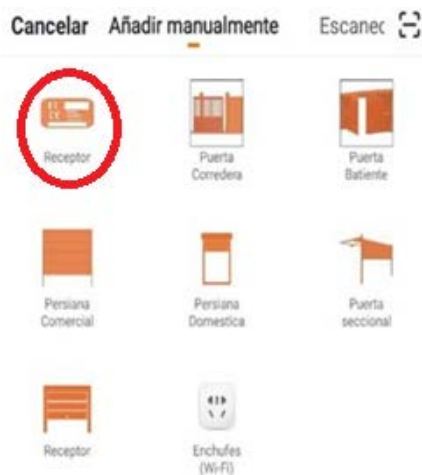 Cancelar Añadir manualmente Escanec
Receptor Puerta Corredera Puerta Batiente
Persiana Comercial Persiana Domestica Puerta seccional
Receptor Enchufes (Wi-Fi)